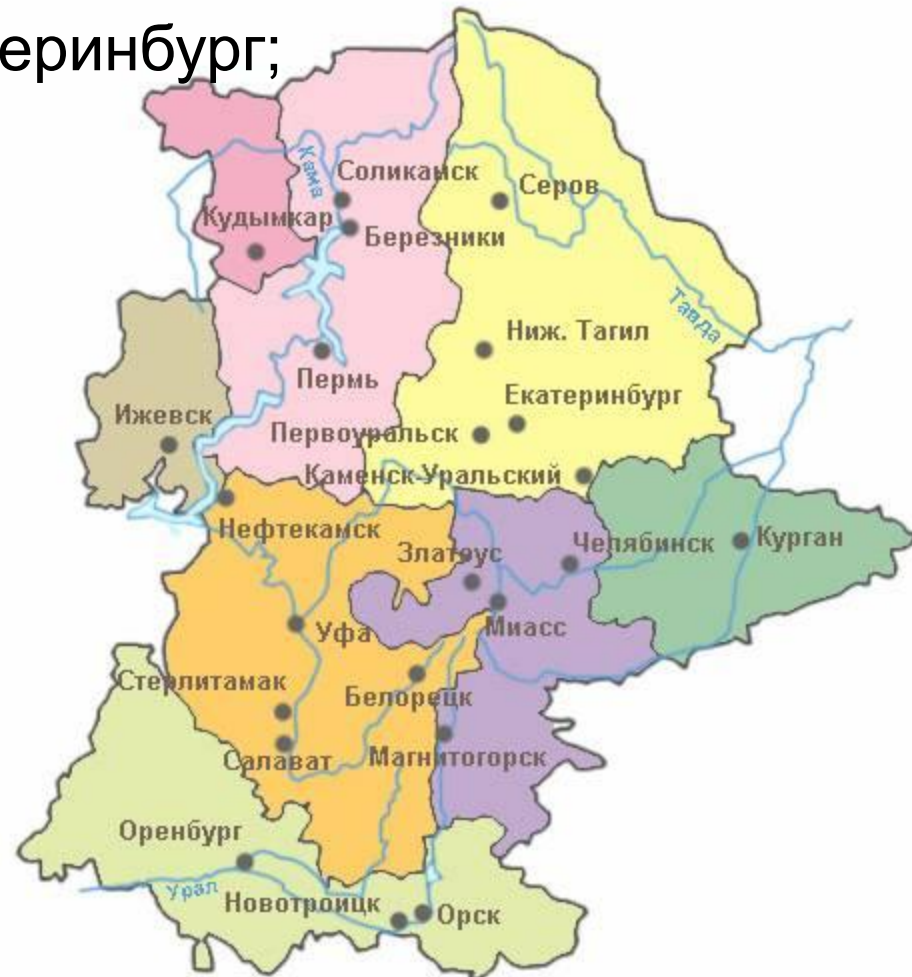 еринбург;
Кама
Соликамск
Серов
Кудымкар
Березники
Тавда
Ниж. Тагил
Пермь
Екатеринбург
Ижевск
Первоуральск
Каменск-Уральский
Нефтекамск
Златоус
Челябинск
Курган
Уфа
Миасс
Стерлитамак
Белорецк
Салават
Магнитогорск
Оренбург
Урал
Новотроицк
Орск